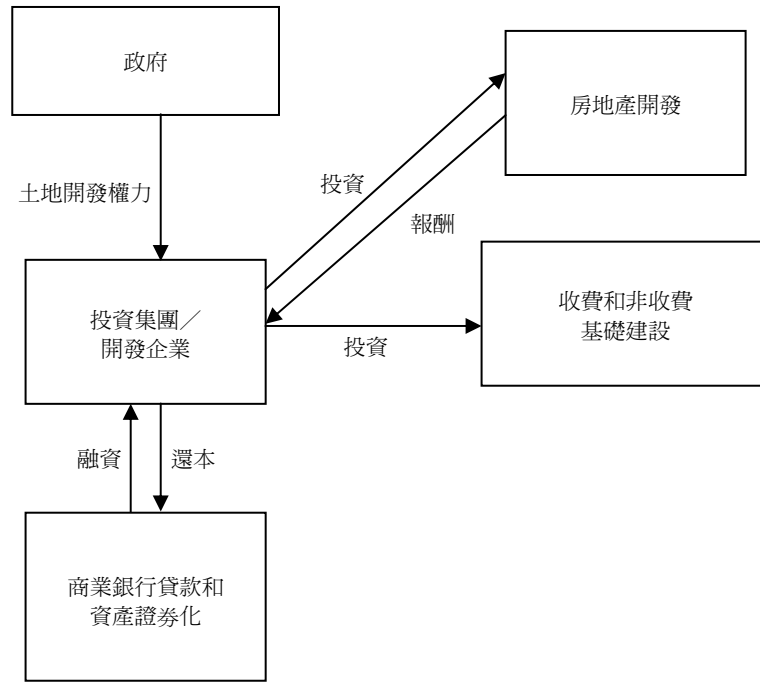 政府
房地產開發
土地開發權力
投資
報酬
投資集團／
開發企業
收費和非收費
基礎建設
投資
融資
還本
商業銀行貸款和
資產證券化